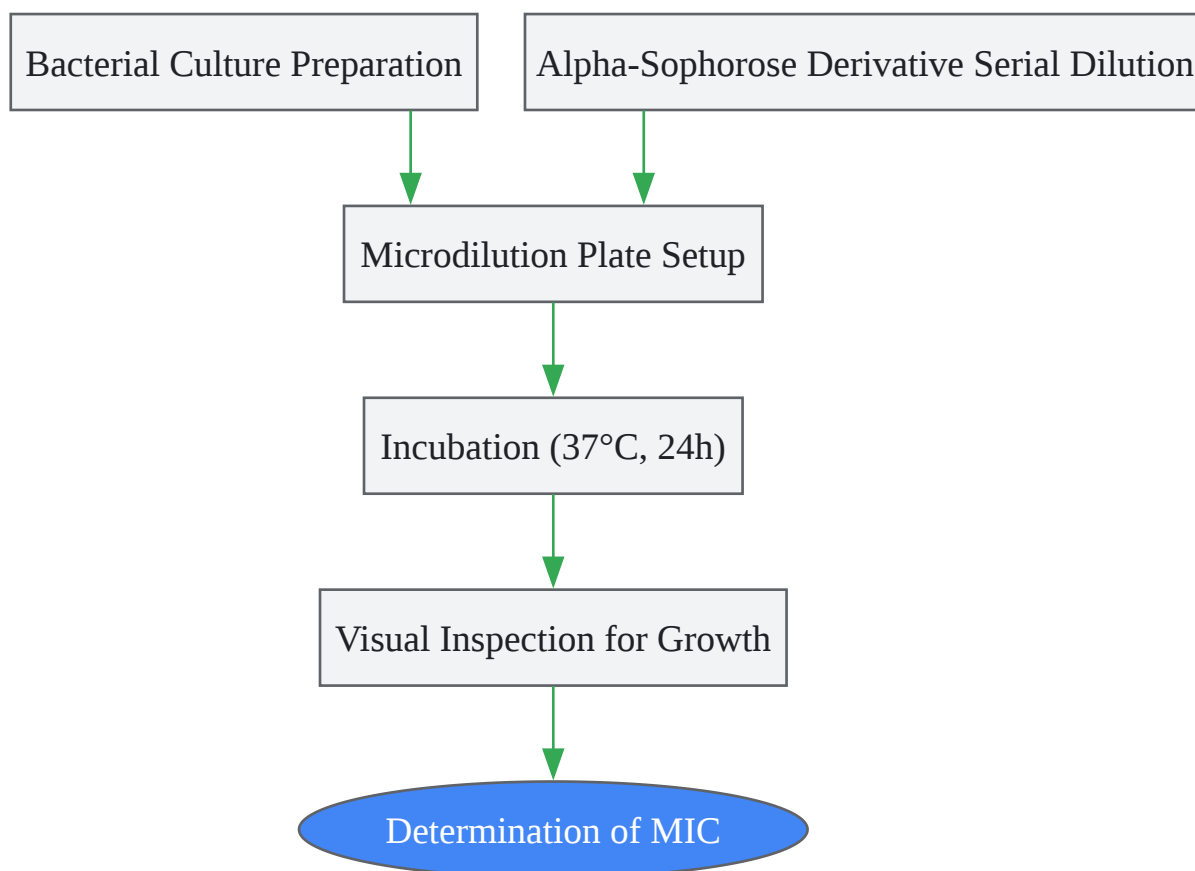 Bacterial Culture Preparation
Alpha-Sophorose Derivative Serial Dilution
Microdilution Plate Setup
Incubation (37°C, 24h)
Visual Inspection for Growth
Determination of MIC